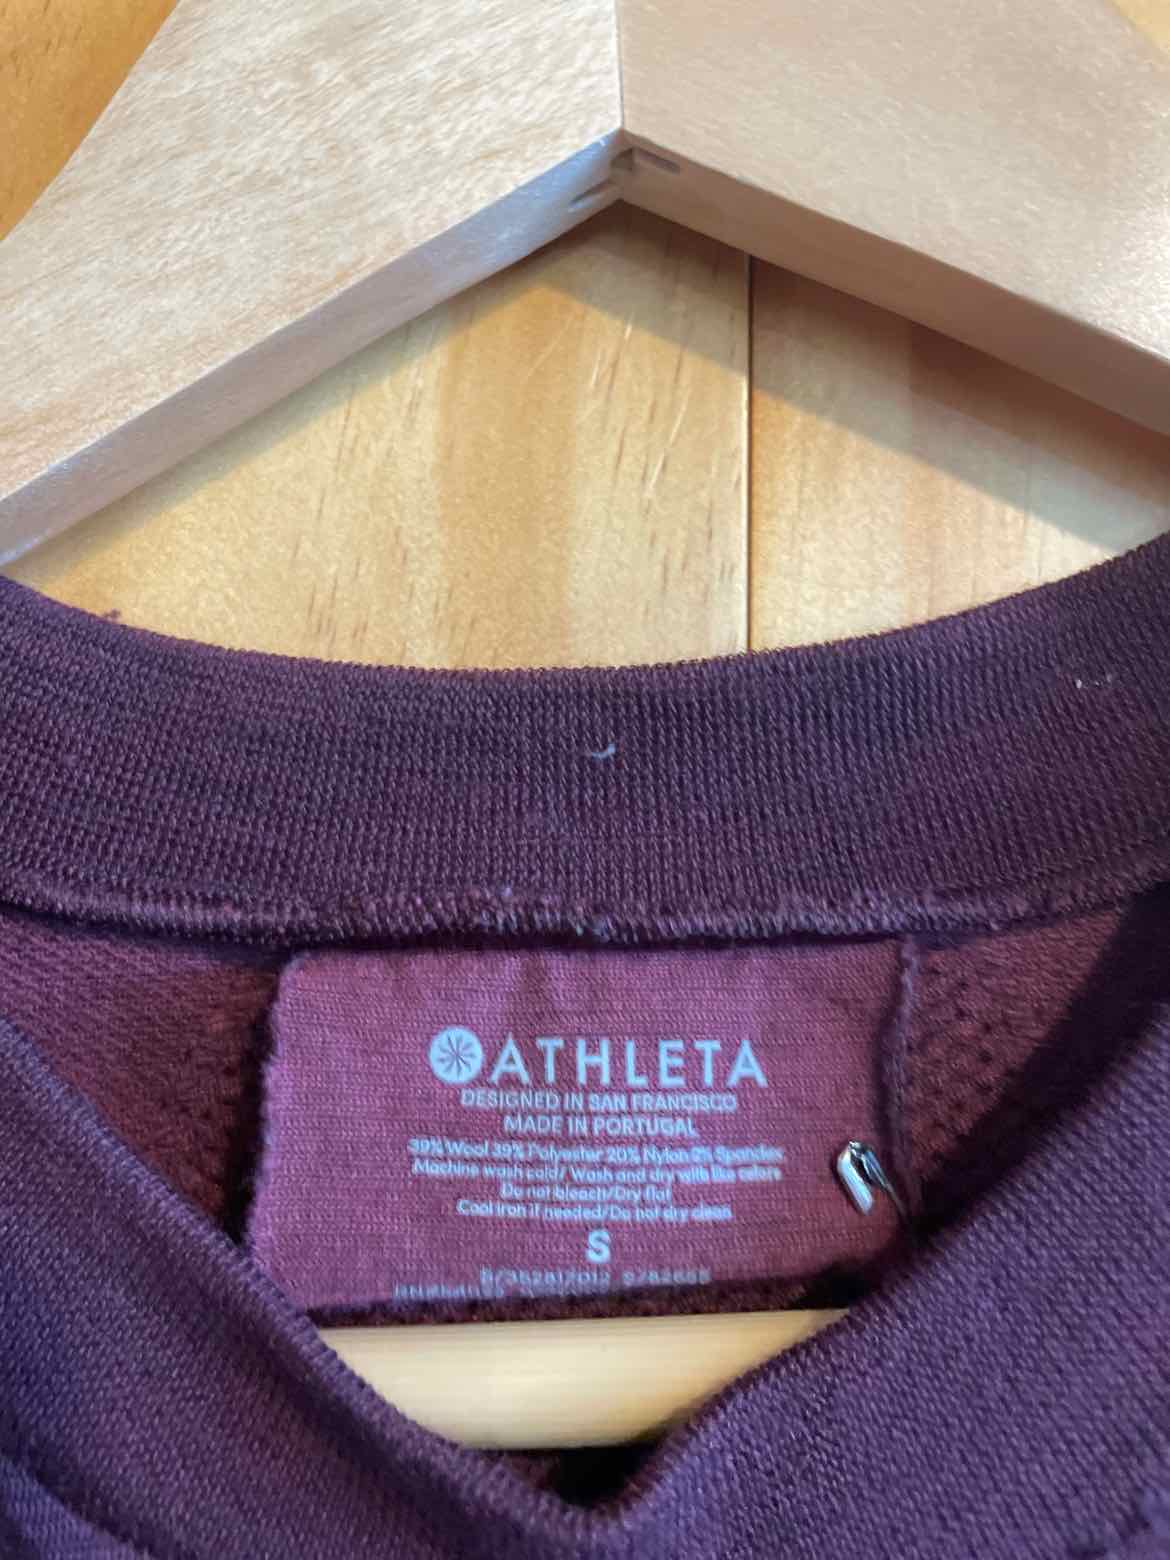 ATHLETA
DESIGNED IN SAN FRANCISCO
MADE IN PORTUGAL
39% Wool 39% Polyester 20% Nylon 2% Spandex
Machine wash cold/ Wash and dry with like colors
Do not bleach/Dry flat
Cool iron if needed/Do not dry clean
S